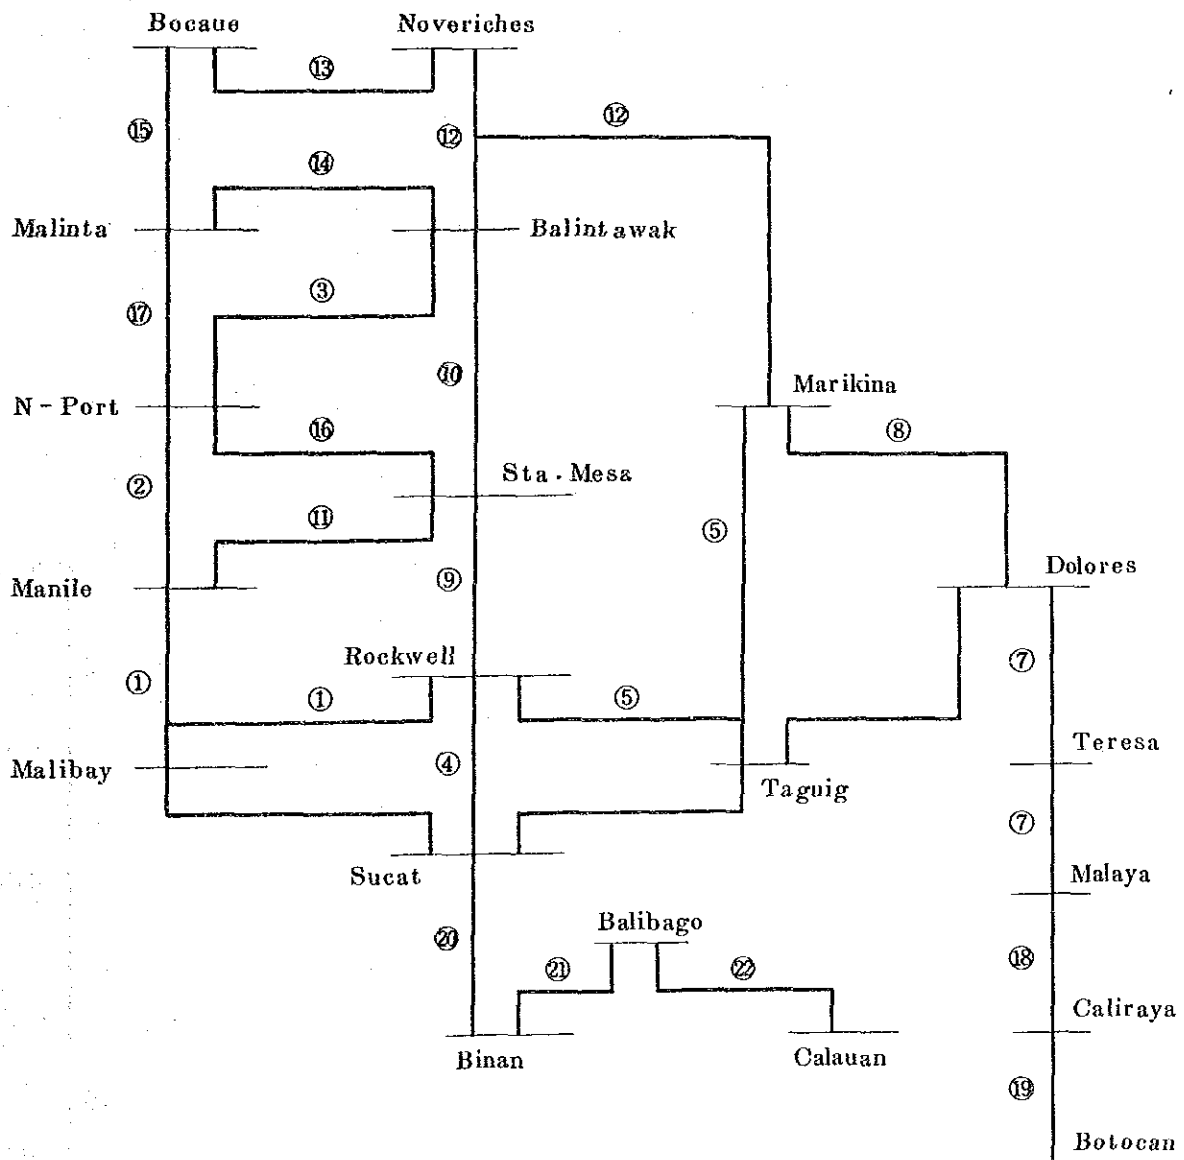 Bocaue Noveriches
⑬
⑮ ⑫ ⑫
⑭
Malinta Balintawak
⑰ ③
⑩ Marikina
N-Port
⑯ ⑧
② Sta. Mesa
⑪ ⑤
Manile ⑨ Dolores
Rockwell
① ① ⑤ ⑦
Malibay ④ Taguig Teresa
⑦
Sucat Malaya
Balibago
⑳ ㉑ ㉒ ⑱
Caliraya
Binan Calauan
⑲
Botocan